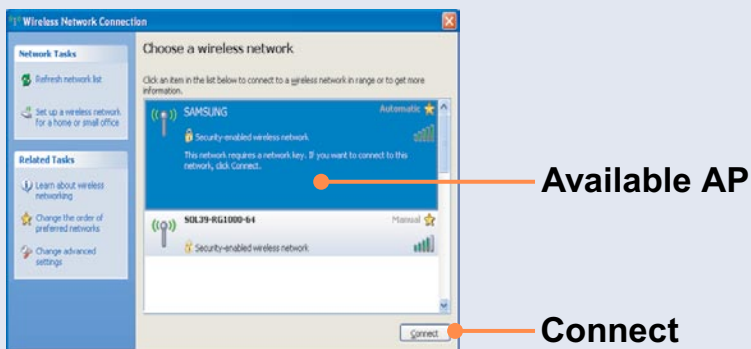 Wireless Network Connection
Network Tasks
Refresh network list
Set up a wireless network
for a home or small office
Related Tasks
Learn about wireless
networking
Change the order of
preferred networks
Change advanced
settings
Choose a wireless network
Click an item in the list below to connect to a wireless network in range or to get more
information.
SAMSUNG
Automatic
Security-enabled wireless network
This network requires a network key. If you want to connect to this
network, click Connect.
SOL39-RG1000-64
Manual
Security-enabled wireless network
Connect
Available AP
Connect